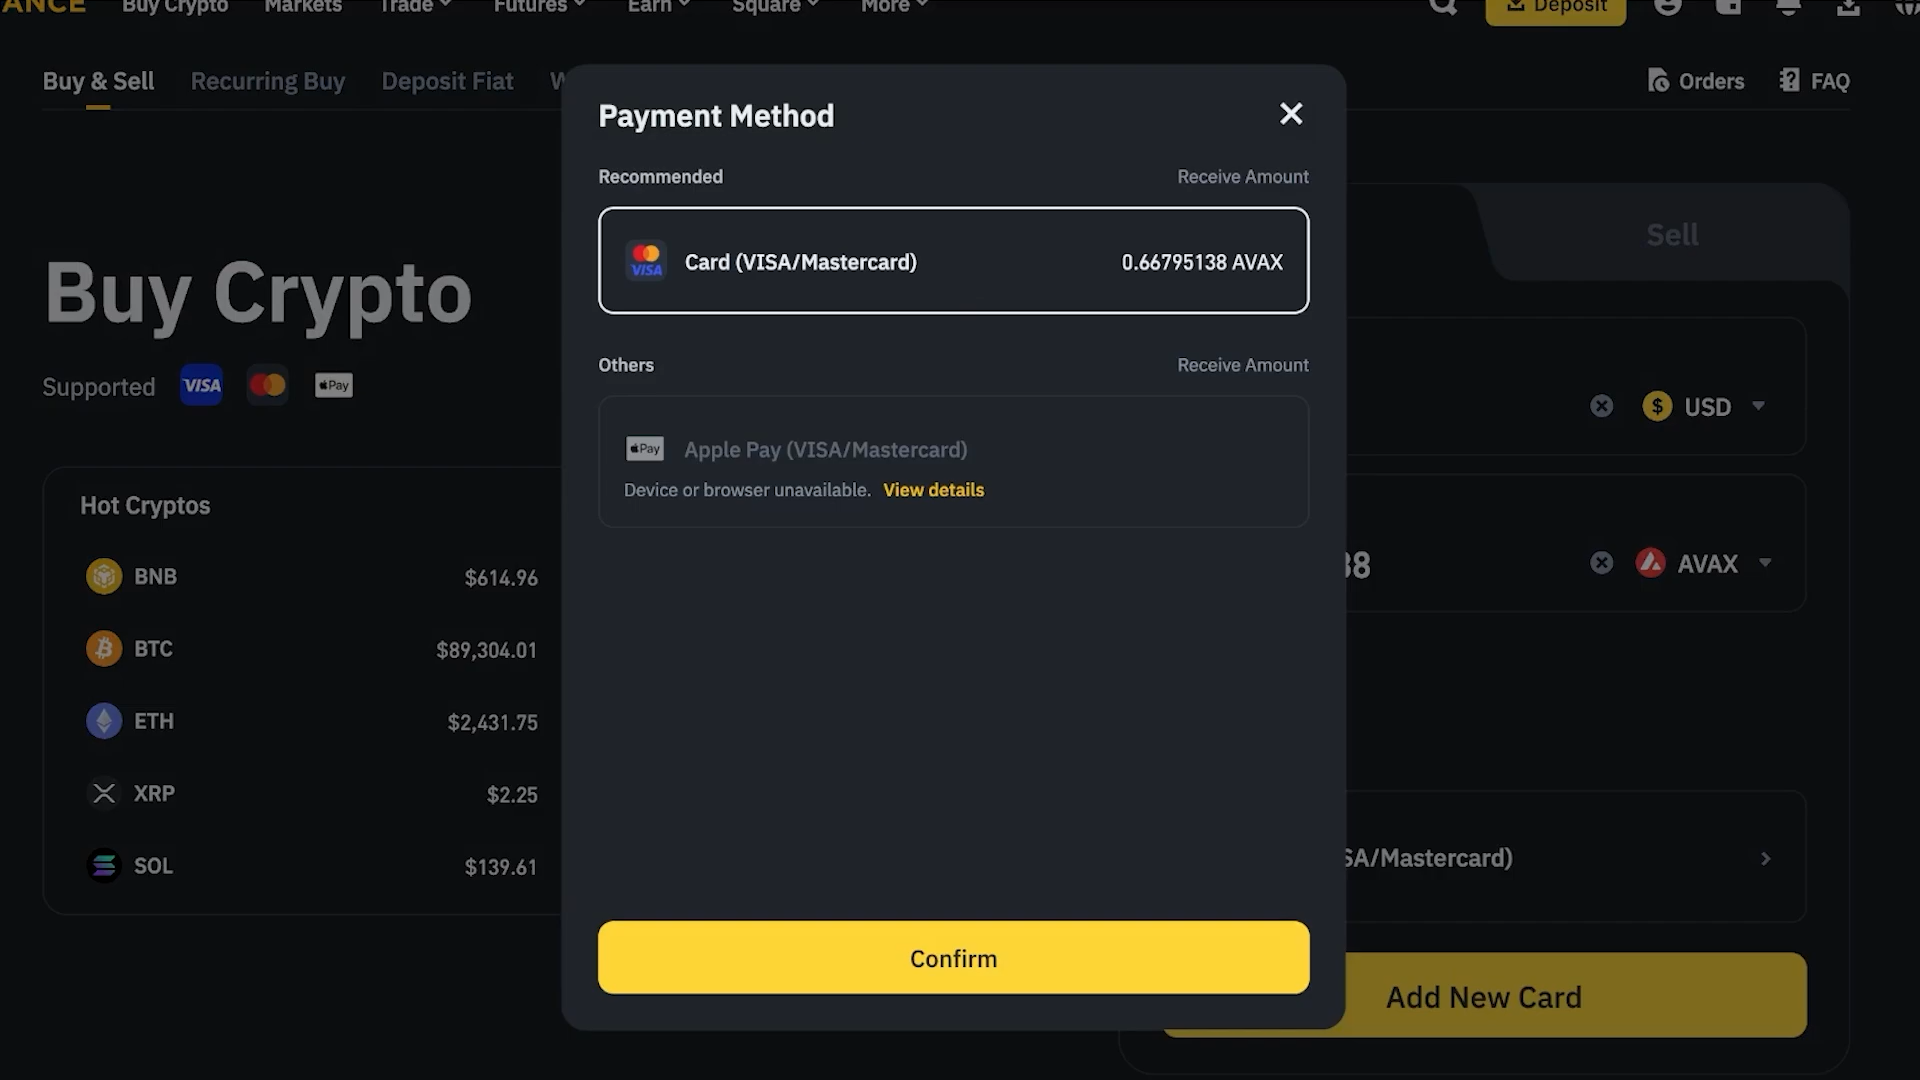 ANCE Buy Crypto Markets Trade Futures Earn Square More Deposit
Buy & Sell Recurring Buy Deposit Fiat W Orders FAQ
Payment Method
Recommended Receive Amount
VISA Card (VISA/Mastercard) 0.66795138 AVAX
Others Receive Amount
Pay Apple Pay (VISA/Mastercard)
Device or browser unavailable. View details
Confirm
Buy Crypto
Supported VISA Pay
Hot Cryptos
BNB $614.96
BTC $89,304.01
ETH $2,431.75
XRP $2.25
SOL $139.61
Sell
$ USD
38 AVAX
SA/Mastercard)
Add New Card